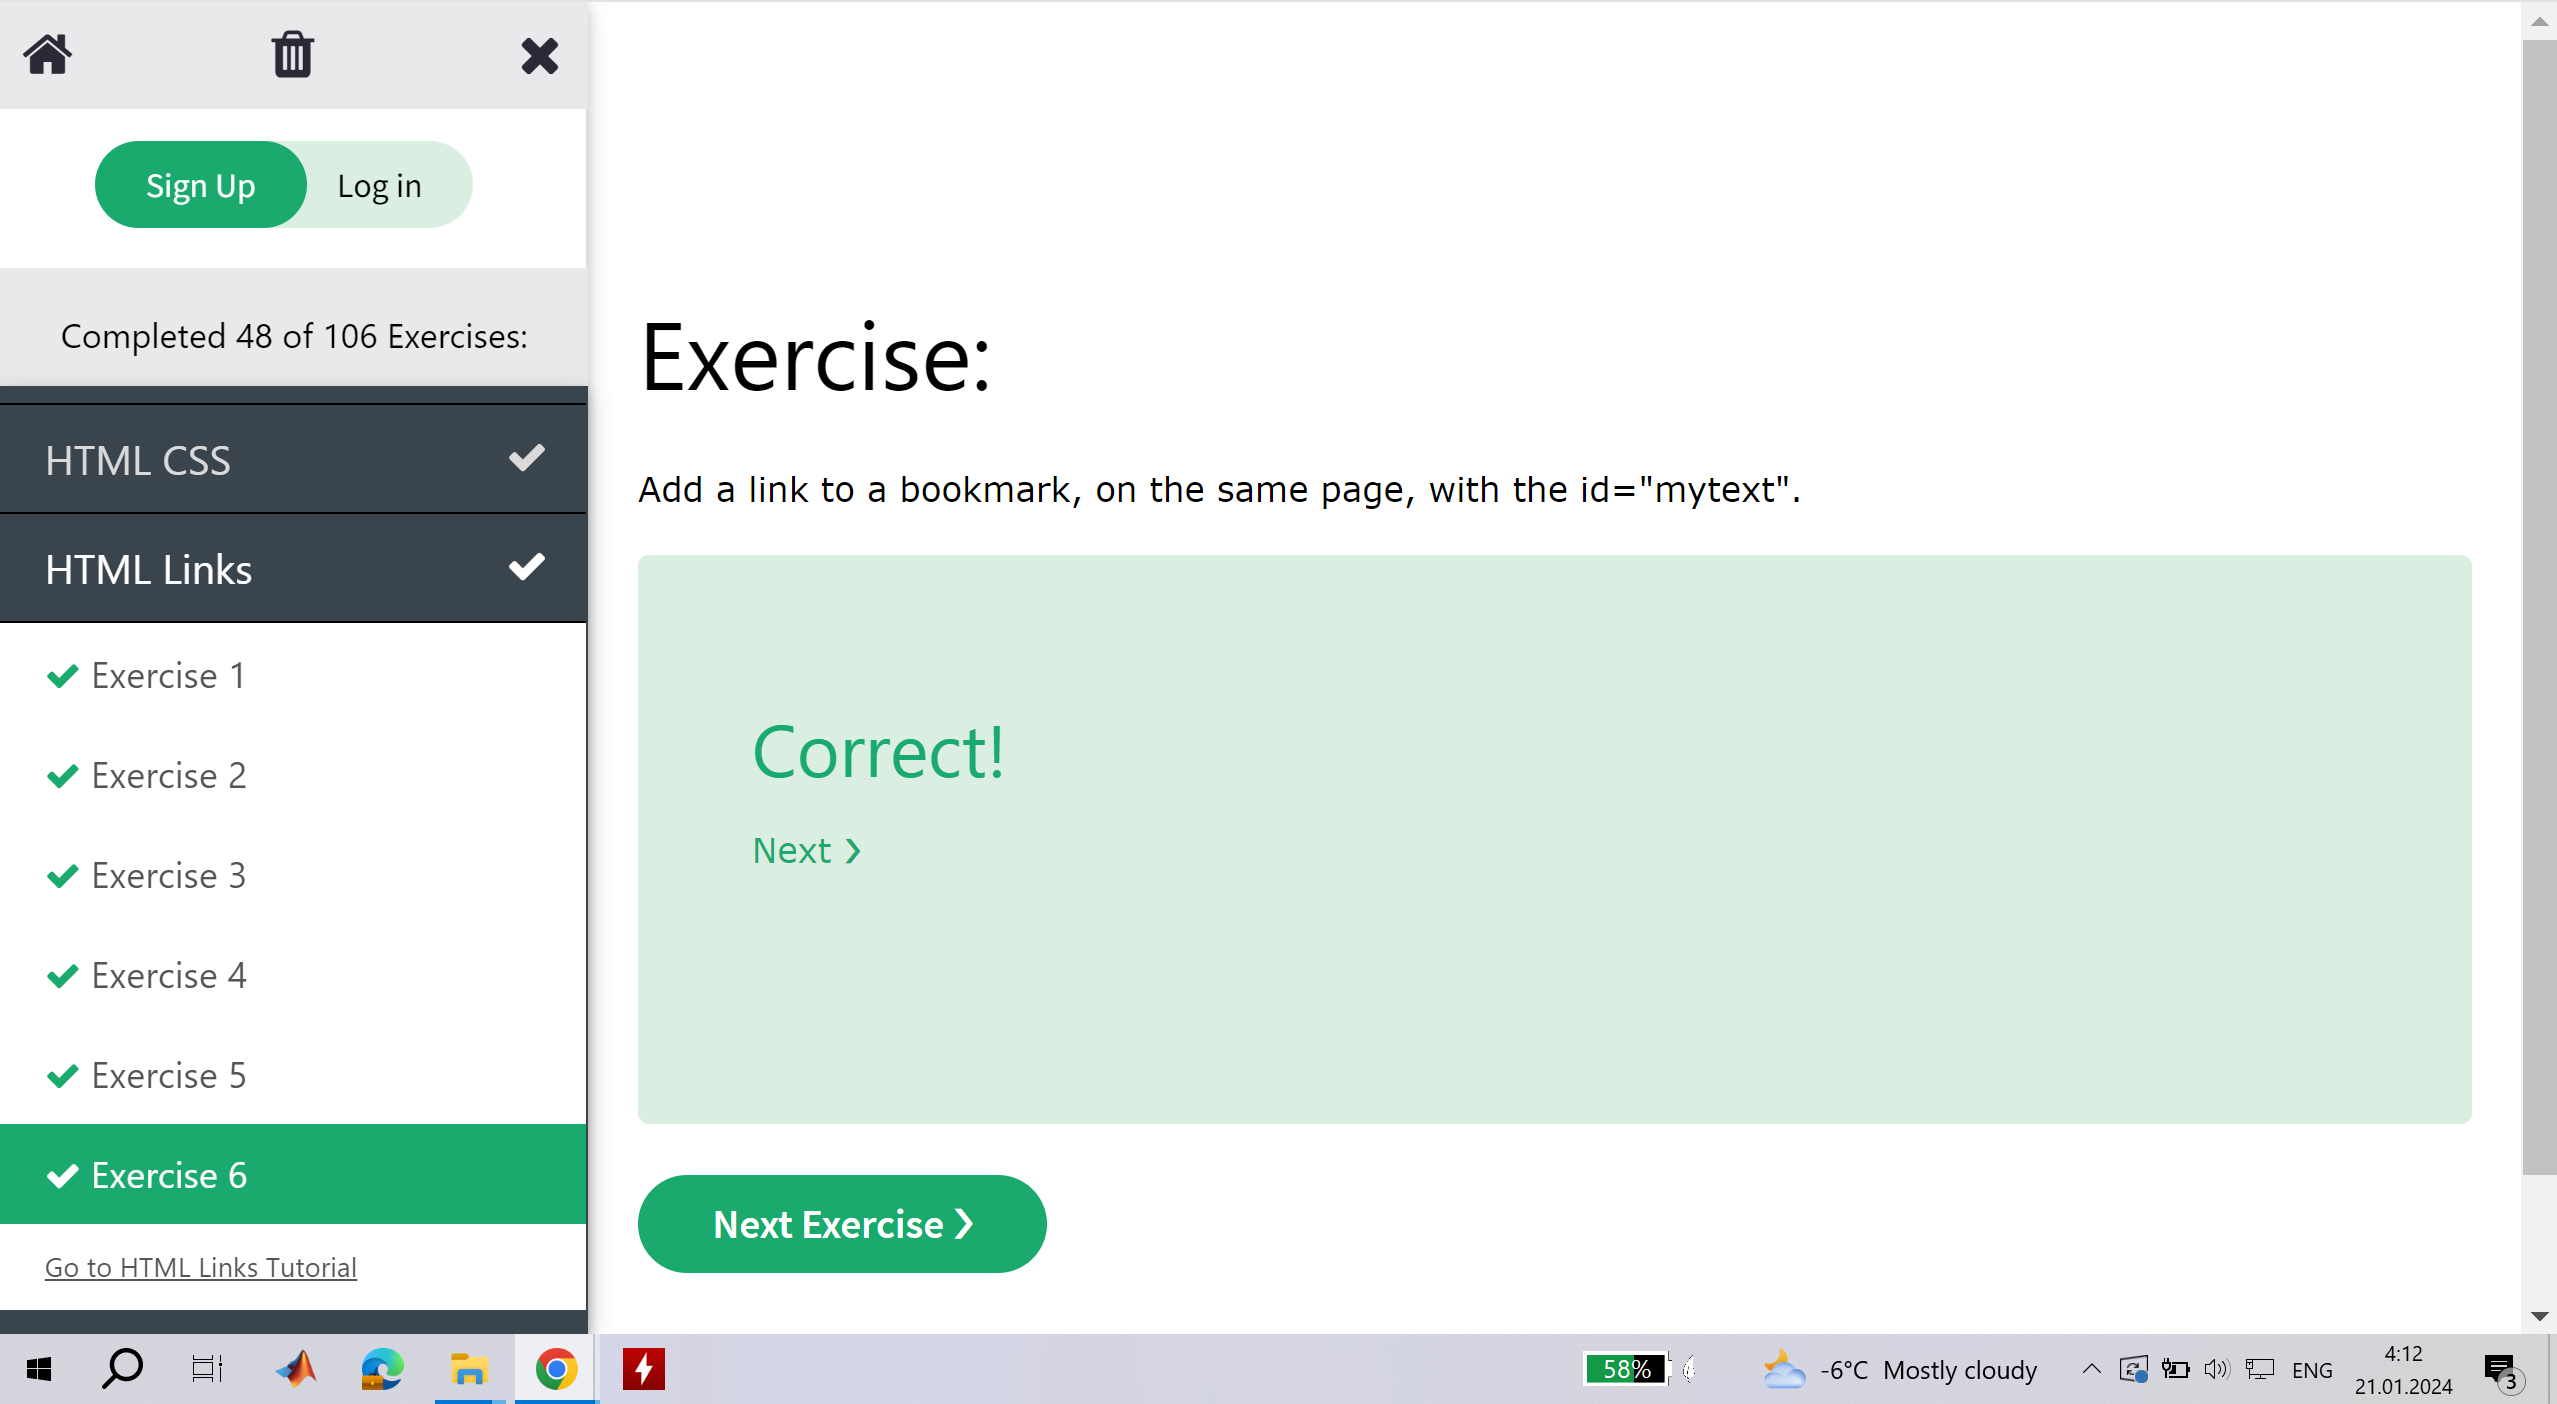 Sign Up
Log in
Completed 48 of 106 Exercises:
HTML CSS
HTML Links
Exercise 1
Exercise 2
Exercise 3
Exercise 4
Exercise 5
Exercise 6
Go to HTML Links Tutorial
Exercise:
Add a link to a bookmark, on the same page, with the id="mytext".
Correct!
Next ❯
Next Exercise ❯
58%
-6°C Mostly cloudy
ENG
4:12
21.01.2024
3